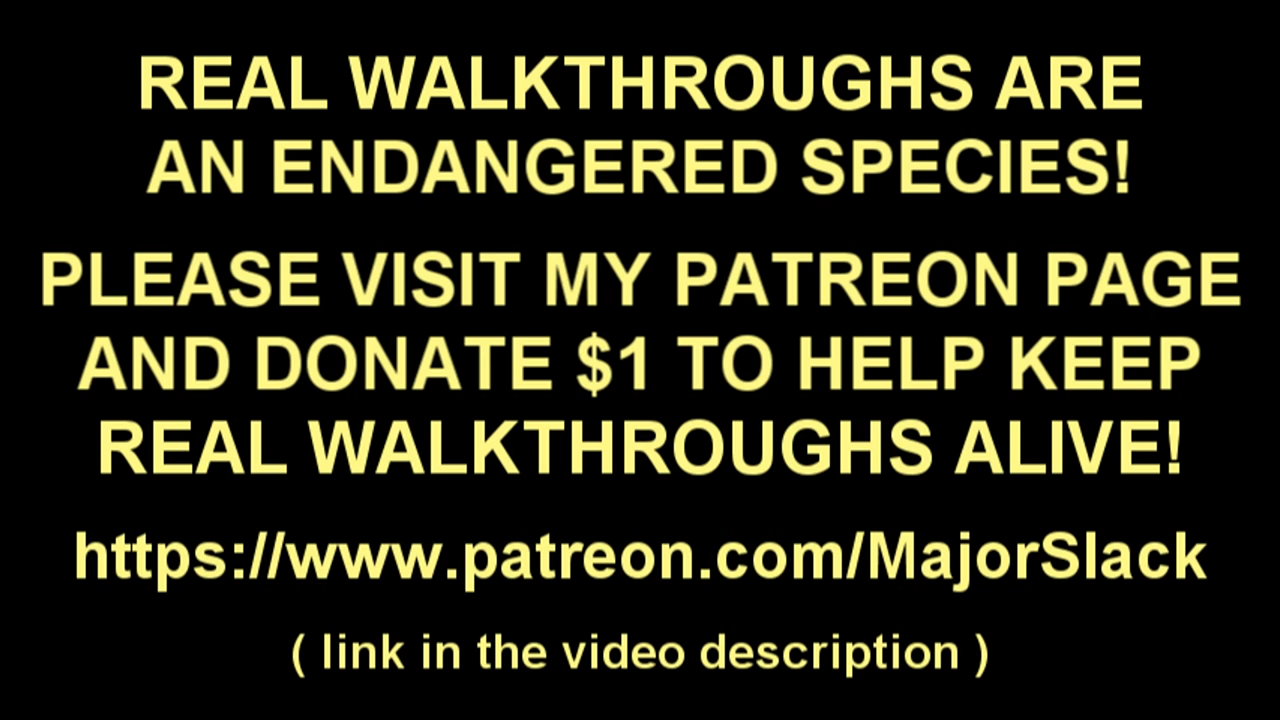 REAL WALKTHROUGHS ARE
AN ENDANGERED SPECIES!
PLEASE VISIT MY PATREON PAGE
AND DONATE $1 TO HELP KEEP
REAL WALKTHROUGHS ALIVE!
https://www.patreon.com/MajorSlack
( link in the video description )